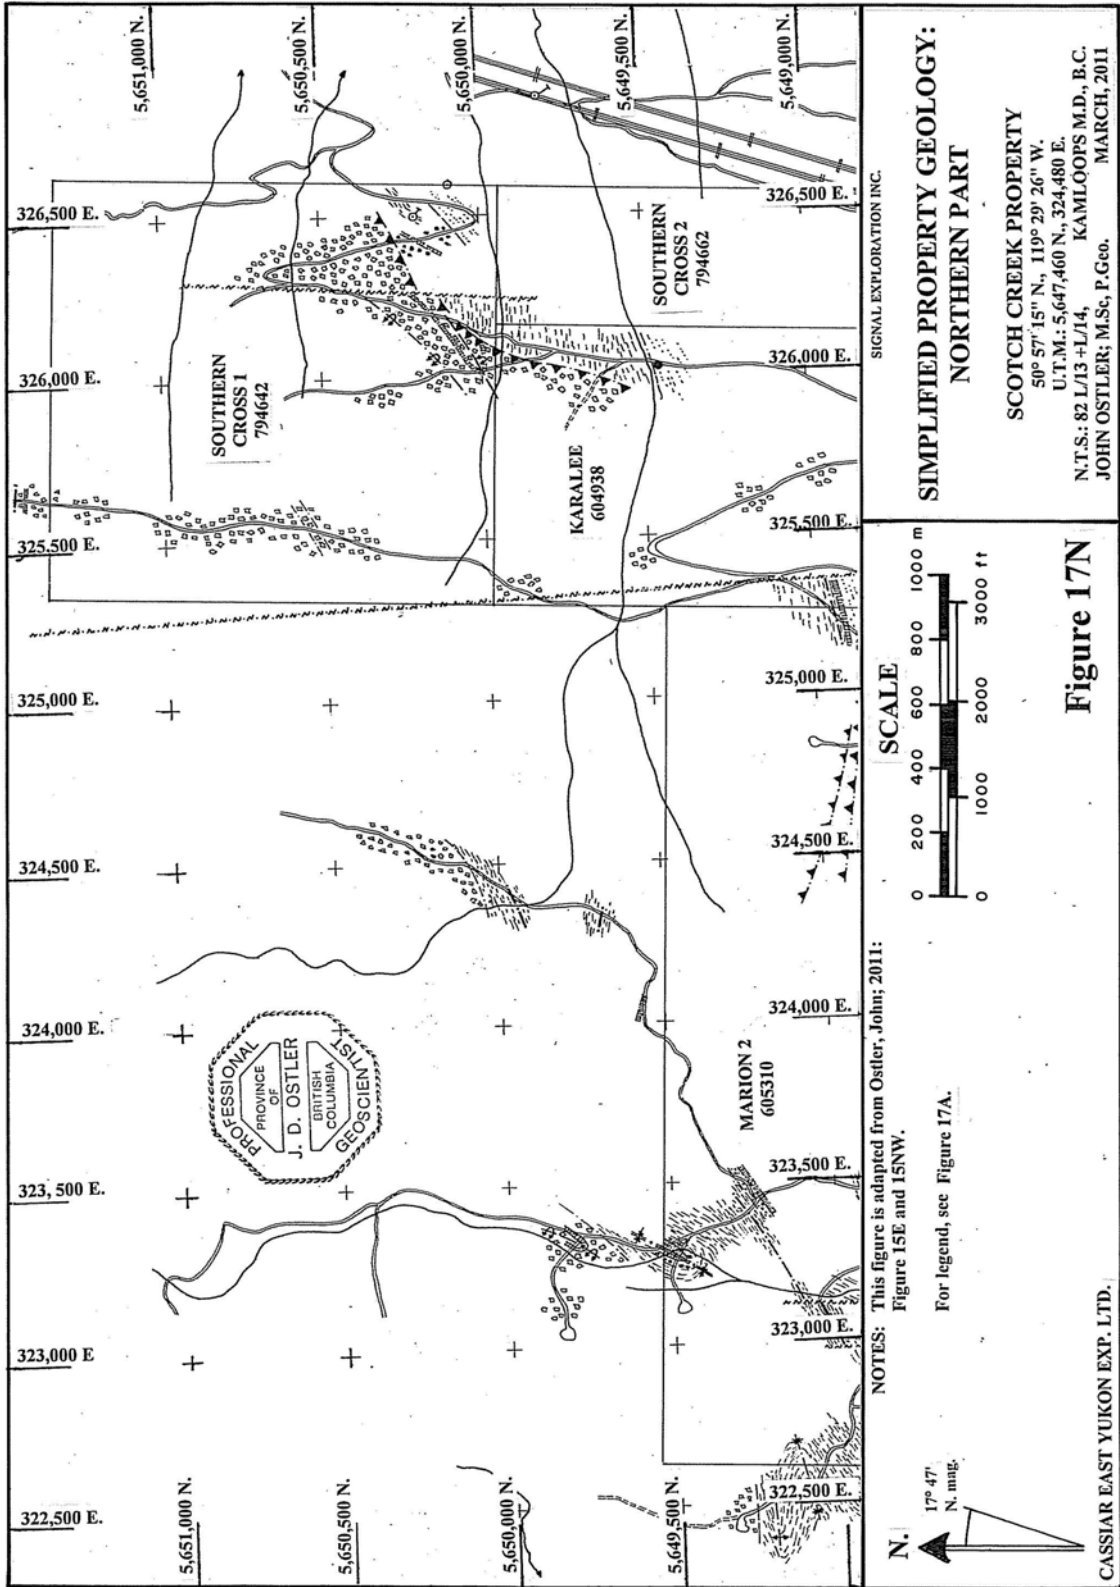 322,500 E.
323,000 E
323,500 E.
324,000 E.
324,500 E.
325,000 E.
325,500 E.
326,000 E.
326,500 E.
5,651,000 N.
5,650,500 N.
5,650,000 N.
5,649,500 N.
5,651,000 N.
5,650,500 N.
5,650,000 N.
5,649,500 N.
5,649,000 N.
PROFESSIONAL
PROVINCE
OF
J. D. OSTLER
BRITISH
COLUMBIA
GEOSCIENTIST
SOUTHERN
CROSS 1
794642
KARALEE
604938
SOUTHERN
CROSS 2
794662
MARION 2
605310
322,500 E.
323,000 E.
323,500 E.
324,000 E.
324,500 E.
325,000 E.
325,500 E.
326,000 E.
326,500 E.
N.
17° 47'
N. mag.
CASSIAR EAST YUKON EXP. LTD.
NOTES: This figure is adapted from Ostler, John; 2011:
Figure 15E and 15NW.
For legend, see Figure 17A.
SCALE
0 200 400 600 800 1000 m
0 1000 2000 3000 ft
Figure 17N
SIGNAL EXPLORATION INC.
SIMPLIFIED PROPERTY GEOLOGY:
NORTHERN PART
SCOTCH CREEK PROPERTY
50° 57' 15" N., 119° 29' 26" W.
U.T.M.: 5,647,460 N., 324,480 E.
N.T.S.: 82 L/13 +L/14, KAMLOOPS M.D., B.C.
JOHN OSTLER; M.Sc, P.Geo. MARCH, 2011